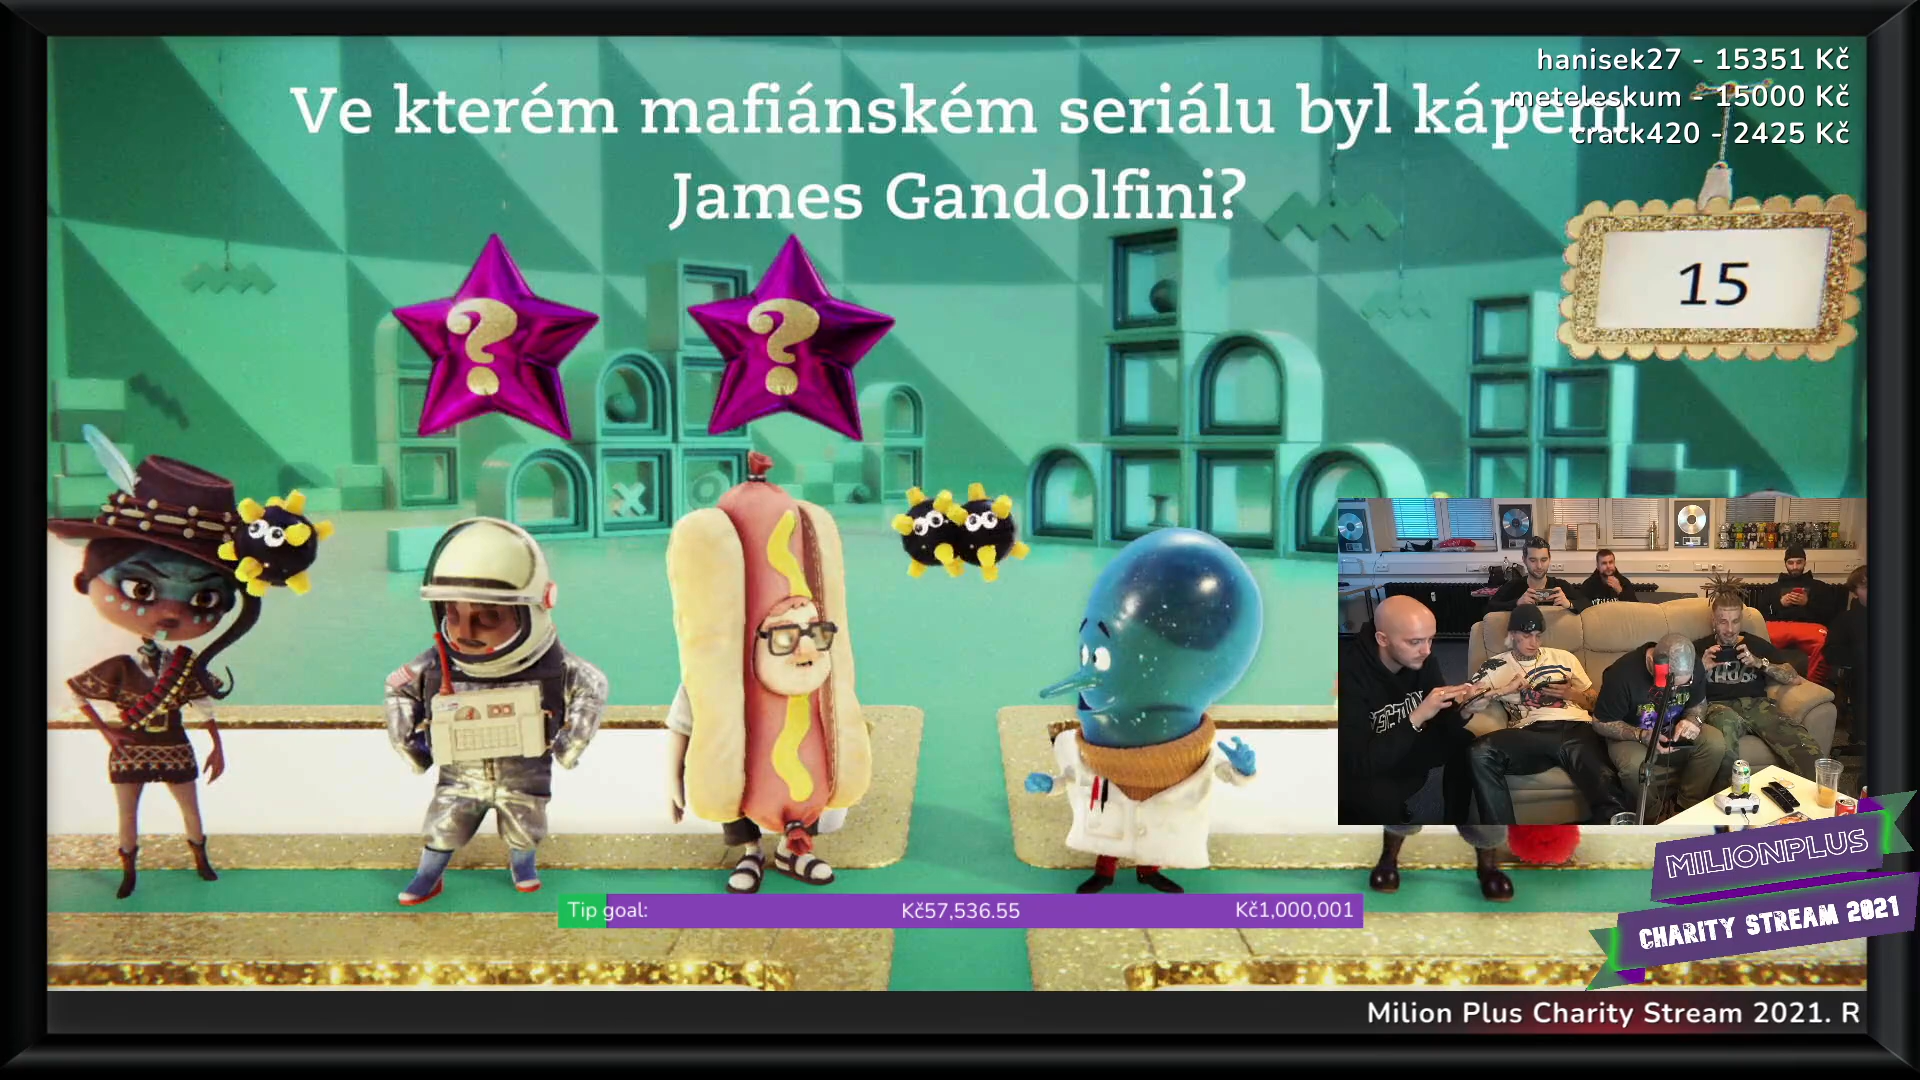 hanisek27 - 15351 Kč
meteleskum - 15000 Kč
crack420 - 2425 Kč
Ve kterém mafiánském seriálu byl kápem
James Gandolfini?
15
Tip goal: Kč57,536.55 Kč1,000,001
MILIONPLUS
CHARITY STREAM 2021
Milion Plus Charity Stream 2021. R